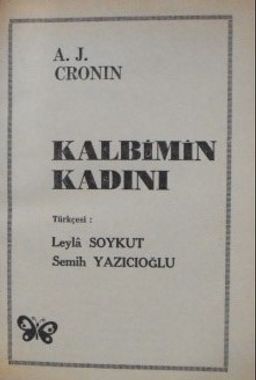 A. J.
CRONIN
KALBİMİN
KADINI
Türkçesi :
Leylâ SOYKUT
Semih YAZICIOĞLU